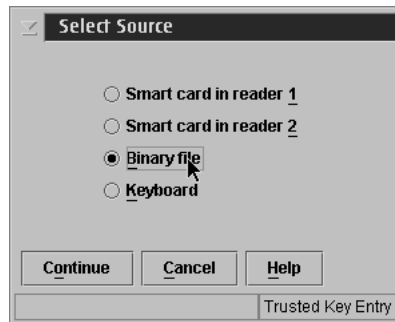 Select Source
Smart card in reader 1
Smart card in reader 2
Binary file
Keyboard
Continue Cancel Help
Trusted Key Entry